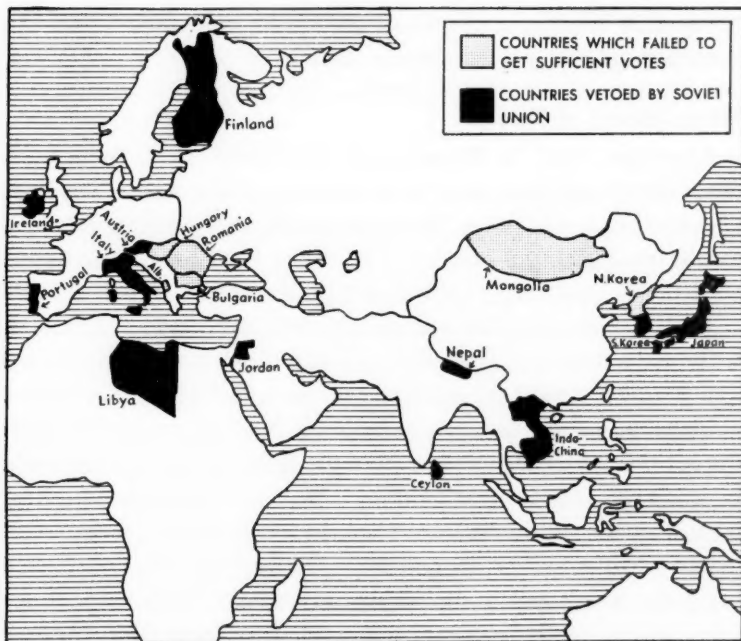 COUNTRIES WHICH FAILED TO
GET SUFFICIENT VOTES
COUNTRIES VETOED BY SOVIET
UNION
Finland
Ireland
Austria
Hungary
Romania
Italy
Alb.
Portugal
Bulgaria
Mongolia
N.Korea
S.Korea
Japan
Nepal
Jordan
Libya
Indo-
China
Ceylon